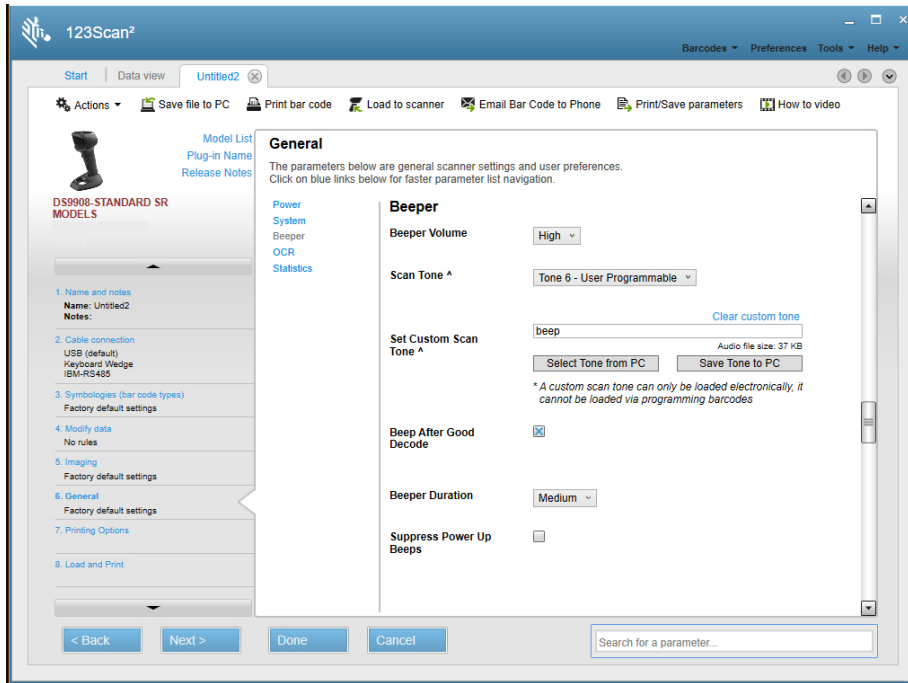 123Scan²
Barcodes Preferences Tools Help
Start Data view Untitled2
Actions Save file to PC Print bar code Load to scanner Email Bar Code to Phone Print/Save parameters How to video
Model List
Plug-in Name
Release Notes
DS9908-STANDARD SR
MODELS
1. Name and notes
Name: Untitled2
Notes:
2. Cable connection
USB (default)
Keyboard Wedge
IBM-RS485
3. Symbologies (bar code types)
Factory default settings
4. Modify data
No rules
5. Imaging
Factory default settings
6. General
Factory default settings
7. Printing Options
8. Load and Print
General
The parameters below are general scanner settings and user preferences.
Click on blue links below for faster parameter list navigation.
Power
System
Beeper
OCR
Statistics
Beeper
Beeper Volume High
Scan Tone ^ Tone 6 - User Programmable
Clear custom tone
Set Custom Scan
Tone ^
beep
Audio file size: 37 KB
Select Tone from PC Save Tone to PC
* A custom scan tone can only be loaded electronically, it
cannot be loaded via programming barcodes
Beep After Good
Decode
Beeper Duration Medium
Suppress Power Up
Beeps
< Back Next > Done Cancel Search for a parameter...